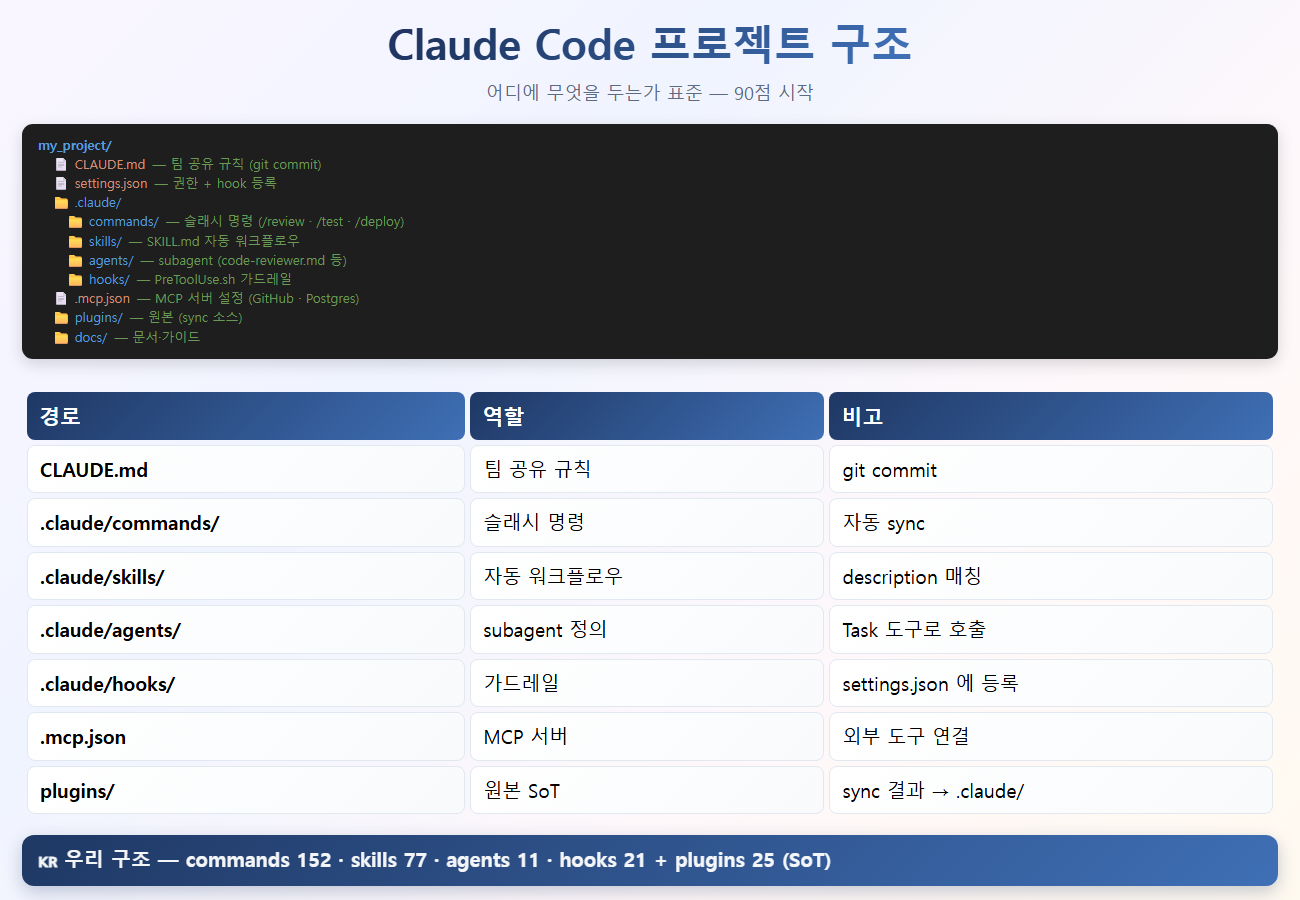 Claude Code 프로젝트 구조
어디에 무엇을 두는가 표준 — 90점 시작
my_project/
CLAUDE.md — 팀 공유 규칙 (git commit)
settings.json — 권한 + hook 등록
.claude/
commands/ — 슬래시 명령 (/review · /test · /deploy)
skills/ — SKILL.md 자동 워크플로우
agents/ — subagent (code-reviewer.md 등)
hooks/ — PreToolUse.sh 가드레일
.mcp.json — MCP 서버 설정 (GitHub · Postgres)
plugins/ — 원본 (sync 소스)
docs/ — 문서·가이드
경로 역할 비고
CLAUDE.md 팀 공유 규칙 git commit
.claude/commands/ 슬래시 명령 자동 sync
.claude/skills/ 자동 워크플로우 description 매칭
.claude/agents/ subagent 정의 Task 도구로 호출
.claude/hooks/ 가드레일 settings.json 에 등록
.mcp.json MCP 서버 외부 도구 연결
plugins/ 원본 SoT sync 결과 → .claude/
KR 우리 구조 — commands 152 · skills 77 · agents 11 · hooks 21 + plugins 25 (SoT)